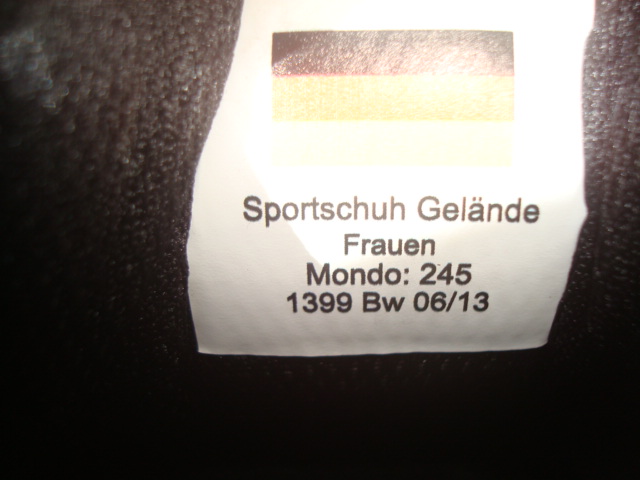 Sportschuh Gelände
Frauen
Mondo: 245
1399 Bw 06/13